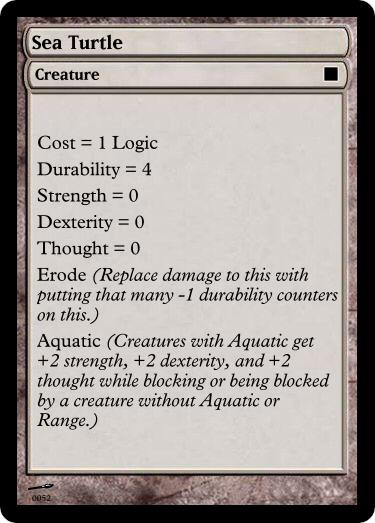 Sea Turtle
Creature
Cost = 1 Logic
Durability = 4
Strength = 0
Dexterity = 0
Thought = 0
Erode (Replace damage to this with
putting that many -1 durability counters
on this.)
Aquatic (Creatures with Aquatic get
+2 strength, +2 dexterity, and +2
thought while blocking or being blocked
by a creature without Aquatic or
Range.)
0052